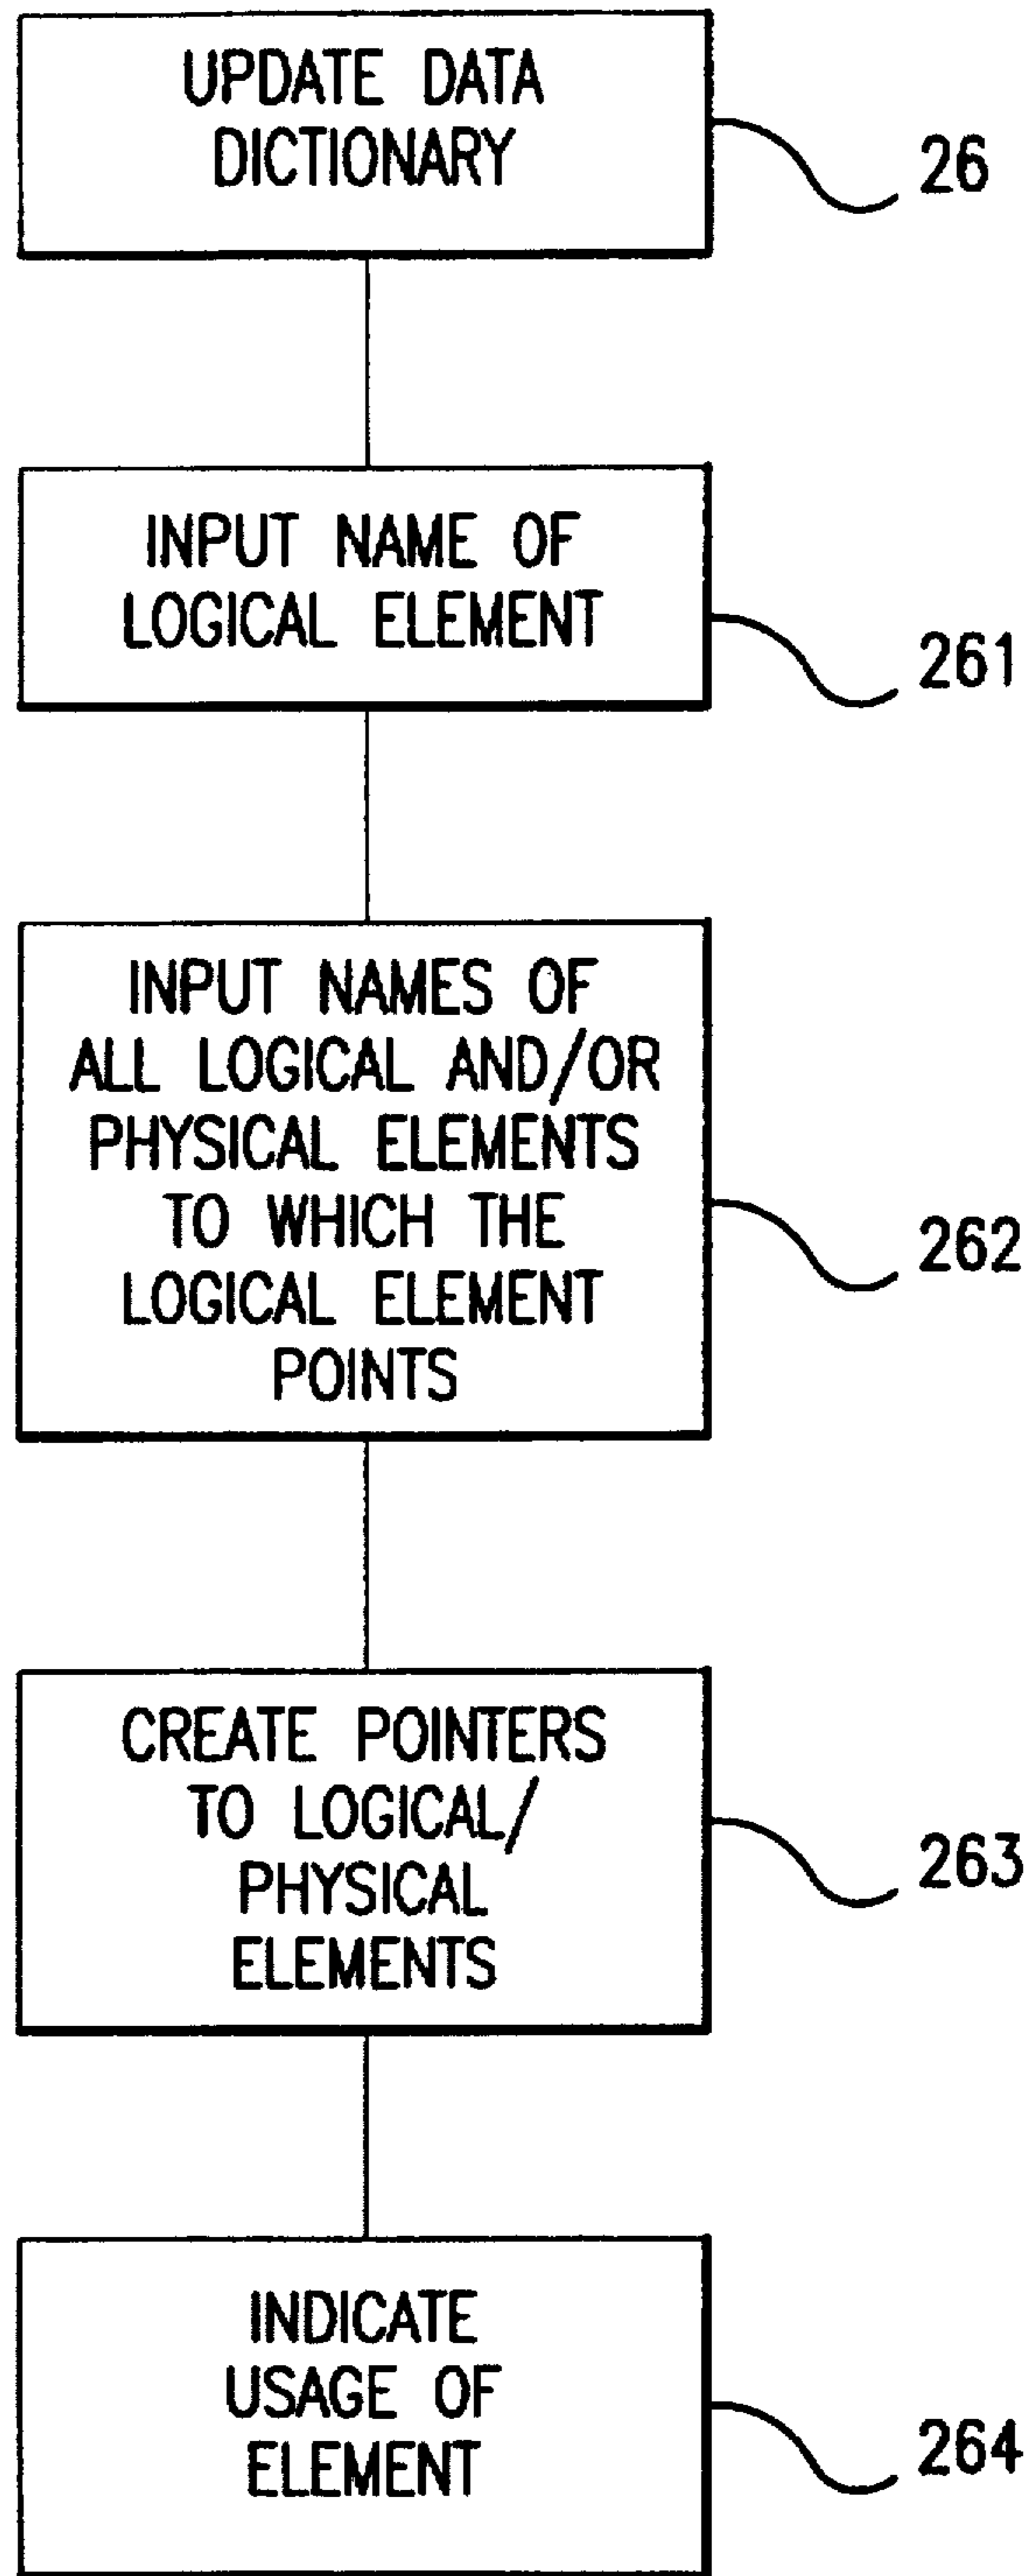 UPDATE DATA
DICTIONARY
26
INPUT NAME OF
LOGICAL ELEMENT
261
INPUT NAMES OF
ALL LOGICAL AND/OR
PHYSICAL ELEMENTS
TO WHICH THE
LOGICAL ELEMENT
POINTS
262
CREATE POINTERS
TO LOGICAL/
PHYSICAL
ELEMENTS
263
INDICATE
USAGE OF
ELEMENT
264